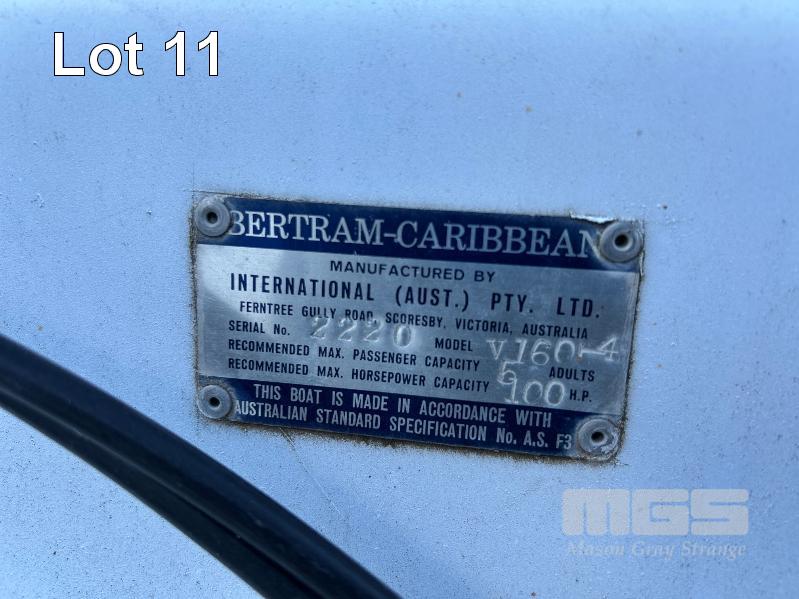 Lot 11
BERTRAM-CARIBBEAN
MANUFACTURED BY
INTERNATIONAL (AUST.) PTY. LTD.
FERNTREE GULLY ROAD, SCORESBY, VICTORIA, AUSTRALIA
SERIAL No. 2220 MODEL V160-4
RECOMMENDED MAX. PASSENGER CAPACITY 5 ADULTS
RECOMMENDED MAX. HORSEPOWER CAPACITY 100 H.P.
THIS BOAT IS MADE IN ACCORDANCE WITH
AUSTRALIAN STANDARD SPECIFICATION No. A.S. F3
MGS
Mason Gray Strange